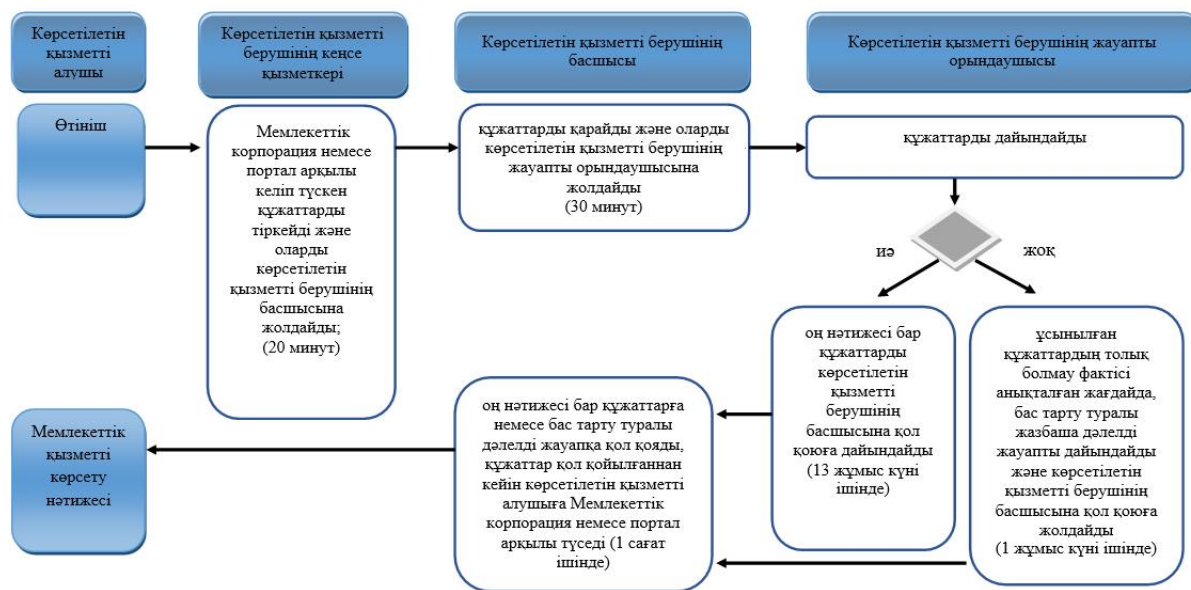 Көрсетілетін
қызметті
алушы
Көрсетілетін қызметті
берушінің кеңсе
қызметкері
Көрсетілетін қызметті берушінің
басшысы
Көрсетілетін қызметті берушінің жауапты
орындаушысы
Өтініш
Мемлекеттік
корпорация немесе
портал арқылы
келіп түскен
құжаттарды
тіркейді және
оларды
көрсетілетін
қызметті берушінің
басшысына
жолдайды;
(20 минут)
құжаттарды қарайды және оларды
көрсетілетін қызметті берушінің
жауапты орындаушысына
жолдайды
(30 минут)
құжаттарды дайындайды
иә
жоқ
оң нәтижесі бар
құжаттарды
көрсетілетін
қызметті
берушінің
басшысына қол
қоюға дайындайды
(13 жұмыс күні
ішінде)
ұсынылған
құжаттардың толық
болмау фактісі
анықталған жағдайда,
бас тарту туралы
жазбаша дәлелді
жауапты дайындайды
және көрсетілетін
қызметті берушінің
басшысына қол қоюға
жолдайды
(1 жұмыс күні ішінде)
оң нәтижесі бар құжаттарға
немесе бас тарту туралы
дәлелді жауапқа қол қояды,
құжаттар қол қойылғаннан
кейін көрсетілетін қызметті
алушыға Мемлекеттік
корпорация немесе портал
арқылы түседі (1 сағат
ішінде)
Мемлекеттік
қызметті
көрсету
нәтижесі